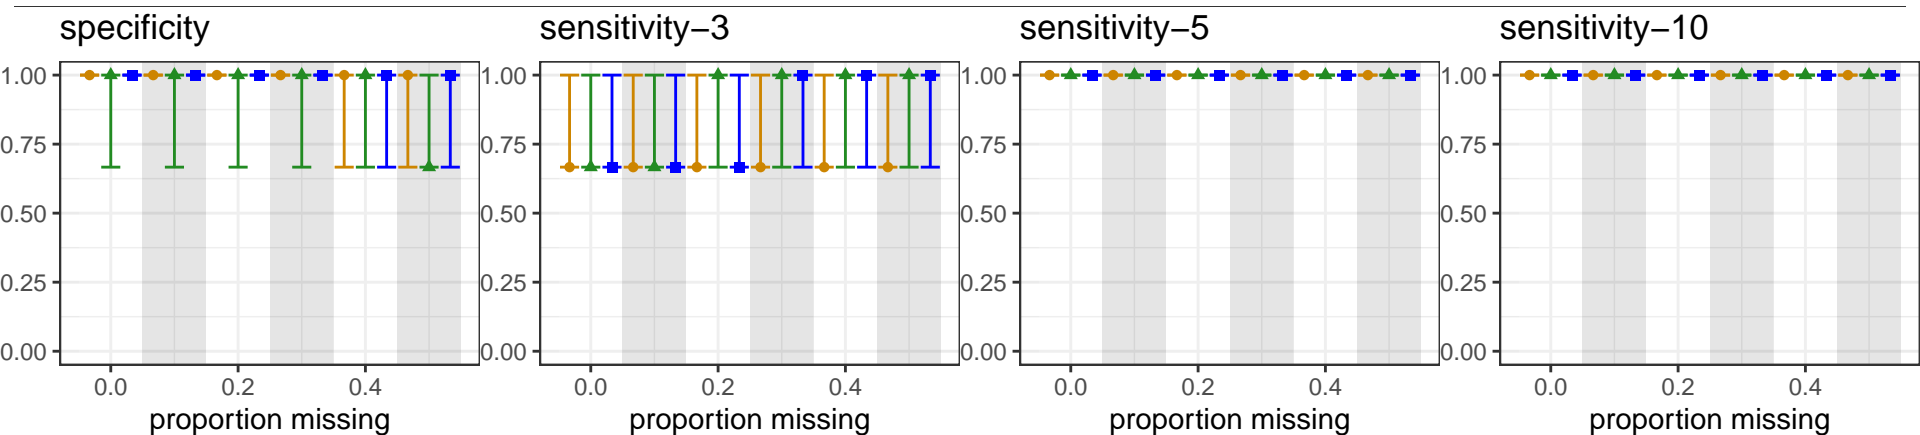 specificity sensitivity−3 sensitivity−5 sensitivity−10
1.00 1.00 1.00 1.00
0.75 0.75 0.75 0.75
0.50 0.50 0.50 0.50
0.25 0.25 0.25 0.25
0.00 0.00 0.00 0.00
0.0 0.2 0.4 0.0 0.2 0.4 0.0 0.2 0.4 0.0 0.2 0.4
proportion missing proportion missing proportion missing proportion missing